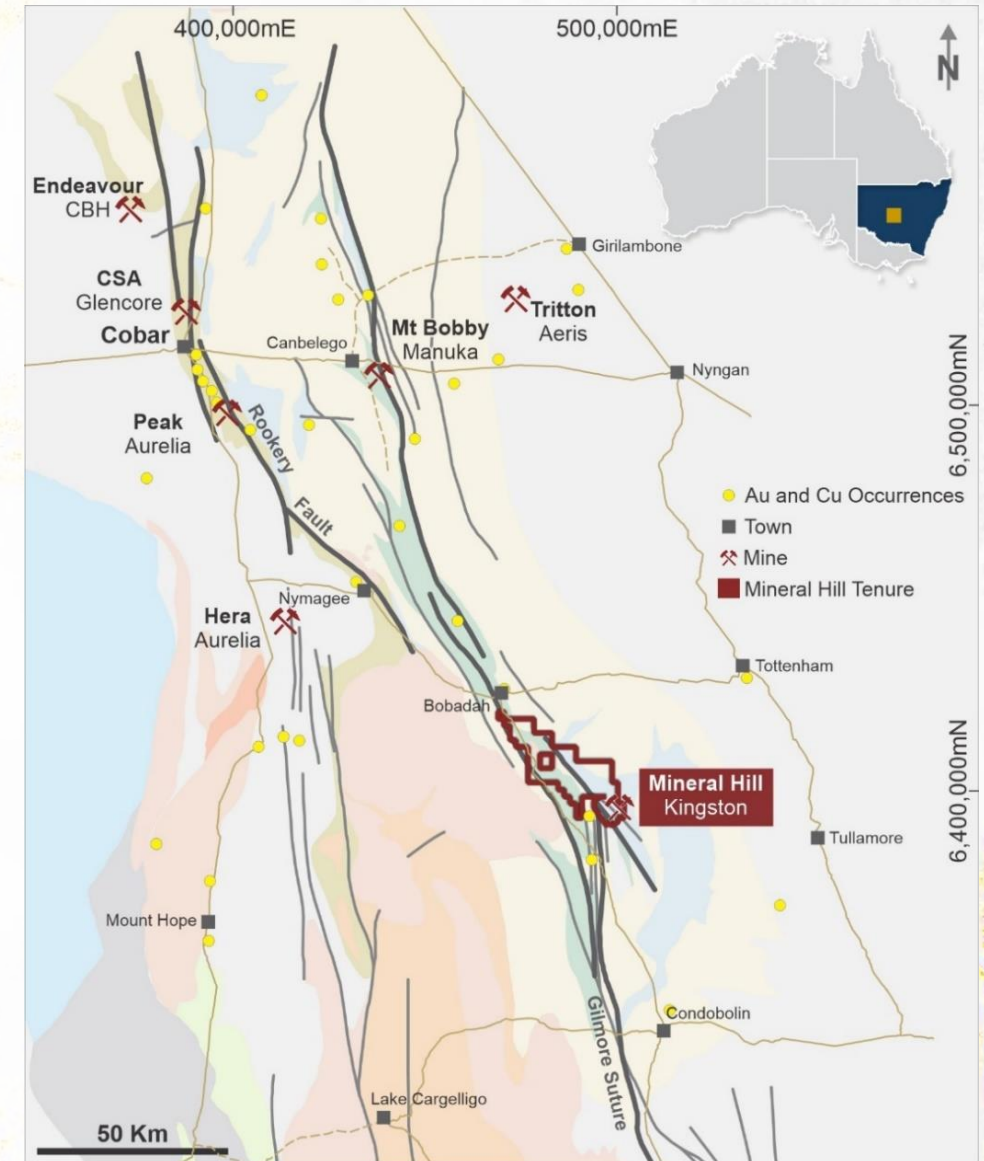 400,000mE
500,000mE
N
Endeavour
CBH
Girilambone
CSA
Glencore
Tritton
Aeris
Cobar
Canbelego
Mt Bobby
Manuka
Nyngan
6,500,000mN
Peak
Aurelia
Rookery
Fault
Au and Cu Occurrences
Town
Mine
Mineral Hill Tenure
Nymagee
Hera
Aurelia
Tottenham
Bobadah
Mineral Hill
Kingston
6,400,000mN
Tullamore
Mount Hope
Condobolin
Gilmore Suture
Lake Cargelligo
50 Km